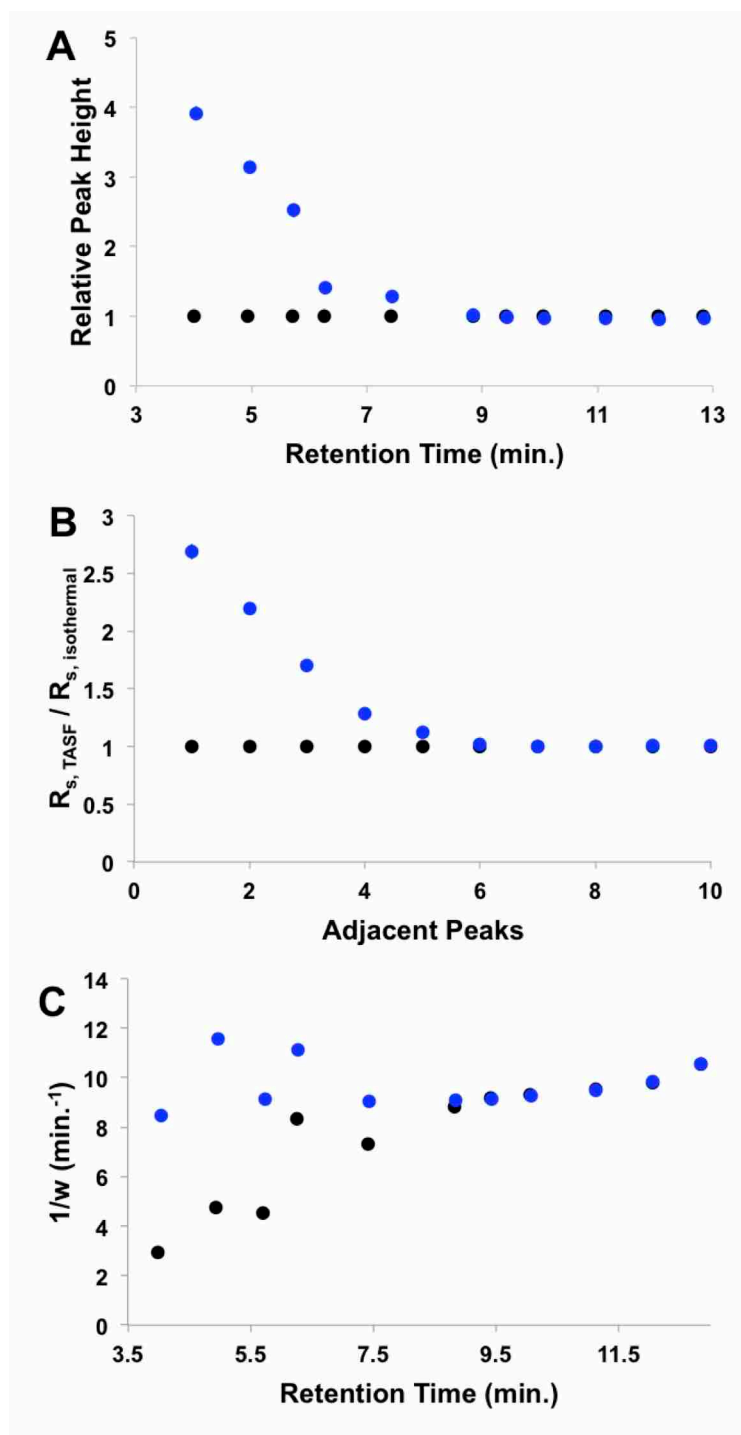 A
5
4
3
2
1
0
Relative Peak Height
3 5 7 9 11 13
Retention Time (min.)
B
3
2.5
2
1.5
1
0.5
0
Rs, TASF / Rs, isothermal
0 2 4 6 8 10
Adjacent Peaks
C
14
12
10
8
6
4
2
0
1/w (min.-1)
3.5 5.5 7.5 9.5 11.5
Retention Time (min.)